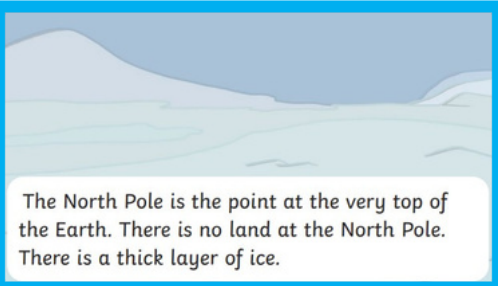 The North Pole is the point at the very top of
the Earth. There is no land at the North Pole.
There is a thick layer of ice.